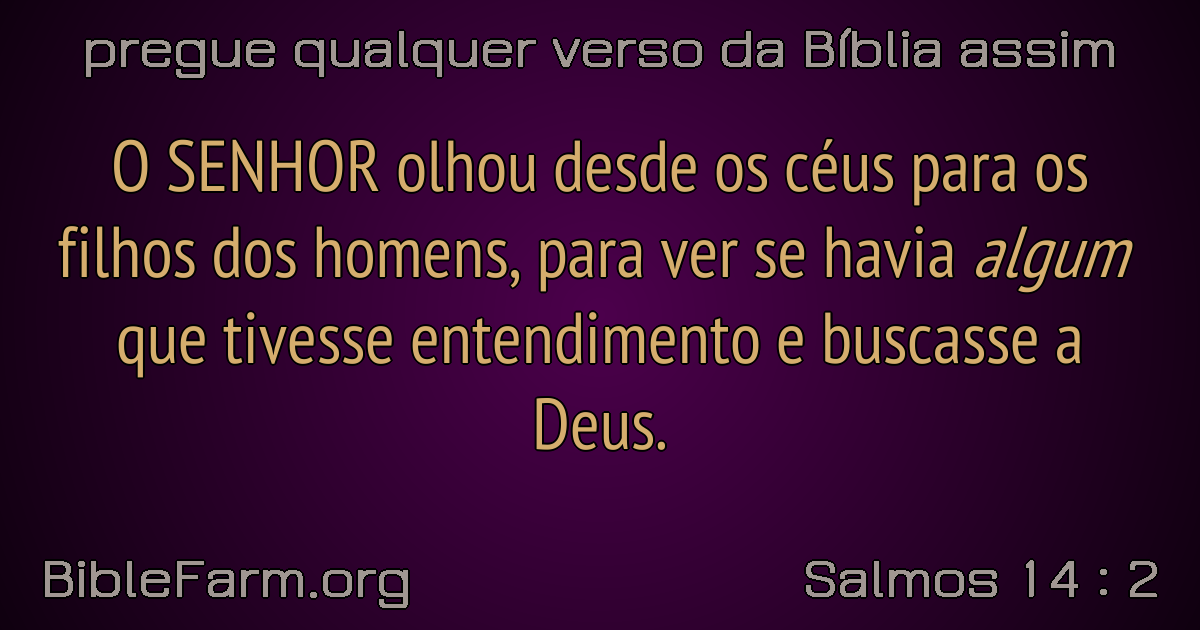 pregue qualquer verso da Bíblia assim
O SENHOR olhou desde os céus para os
filhos dos homens, para ver se havia algum
que tivesse entendimento e buscasse a
Deus.
BibleFarm.org
Salmos 14 : 2